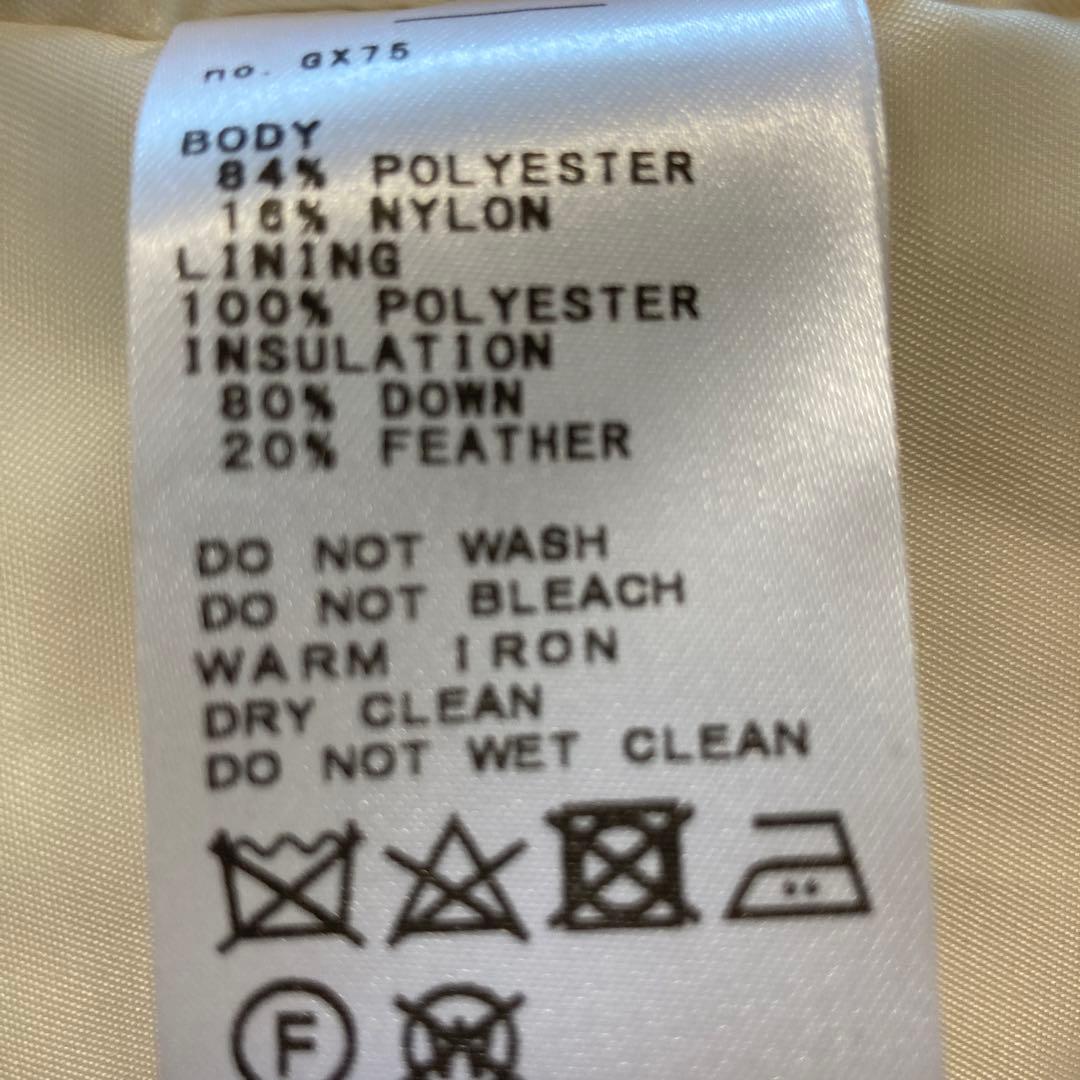 no. GX75
BODY
84% POLYESTER
16% NYLON
LINING
100% POLYESTER
INSULATION
80% DOWN
20% FEATHER
DO NOT WASH
DO NOT BLEACH
WARM IRON
DRY CLEAN
DO NOT WET CLEAN
F W